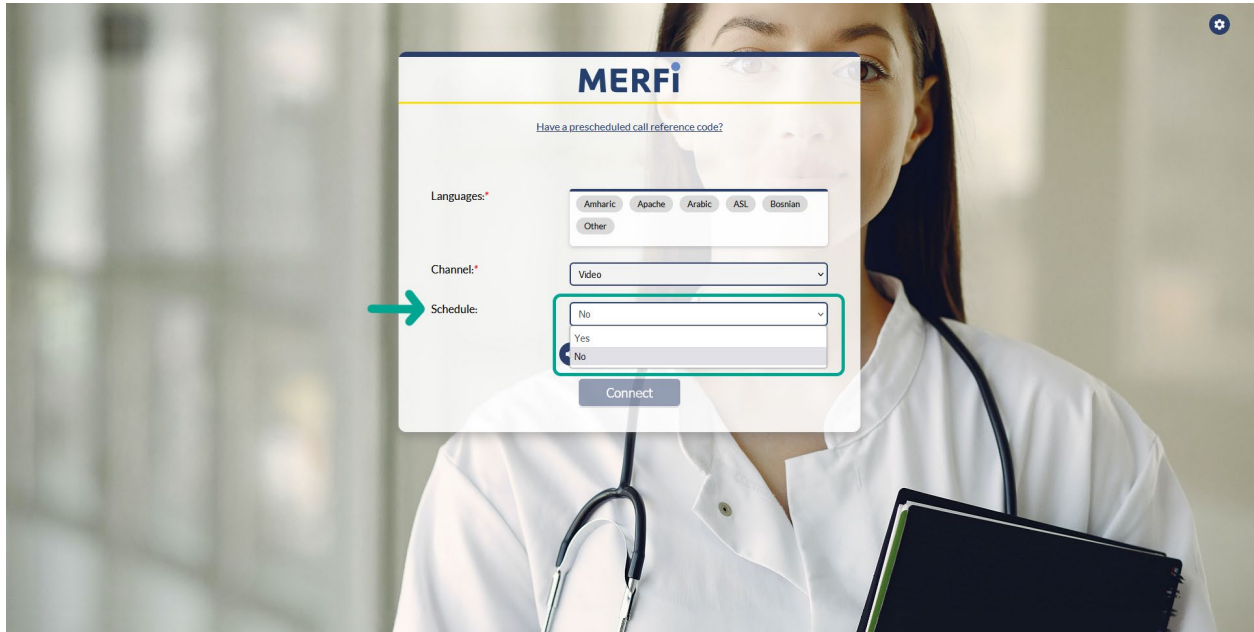 MERFi
Have a prescheduled call reference code?
Languages:*
Amharic Apache Arabic ASL Bosnian
Other
Channel:*
Video
Schedule:
No
Yes
No
Connect